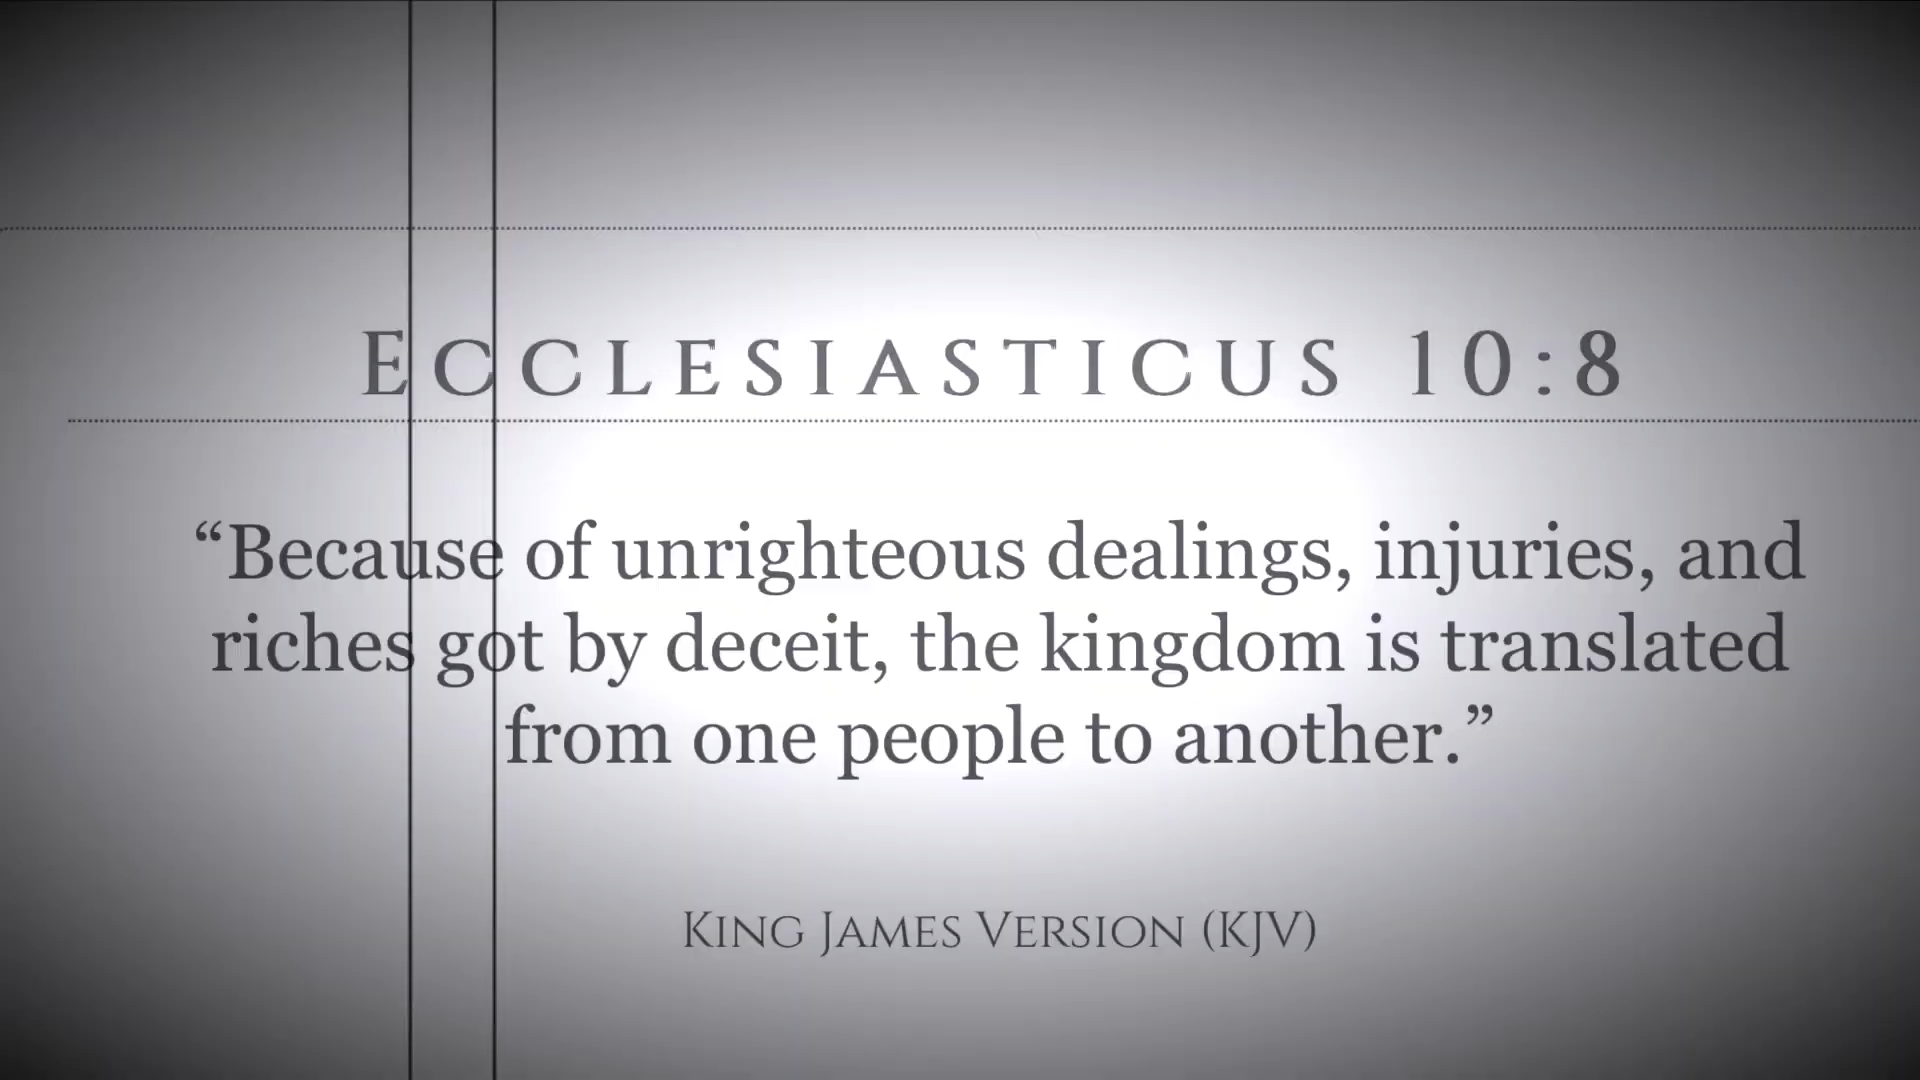 Ecclesiasticus 10:8
“Because of unrighteous dealings, injuries, and
riches got by deceit, the kingdom is translated
from one people to another.”
King James Version (KJV)